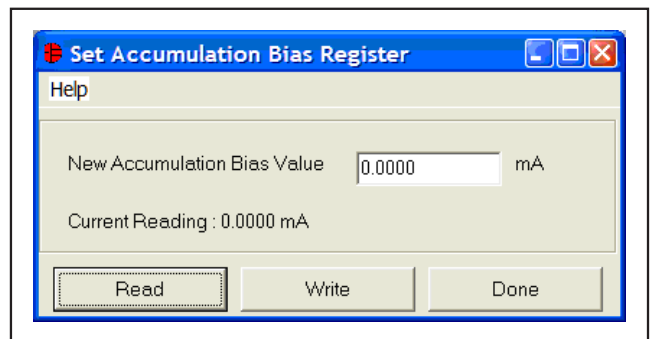 Set Accumulation Bias Register
Help
New Accumulation Bias Value 0.0000 mA
Current Reading : 0.0000 mA
Read Write Done